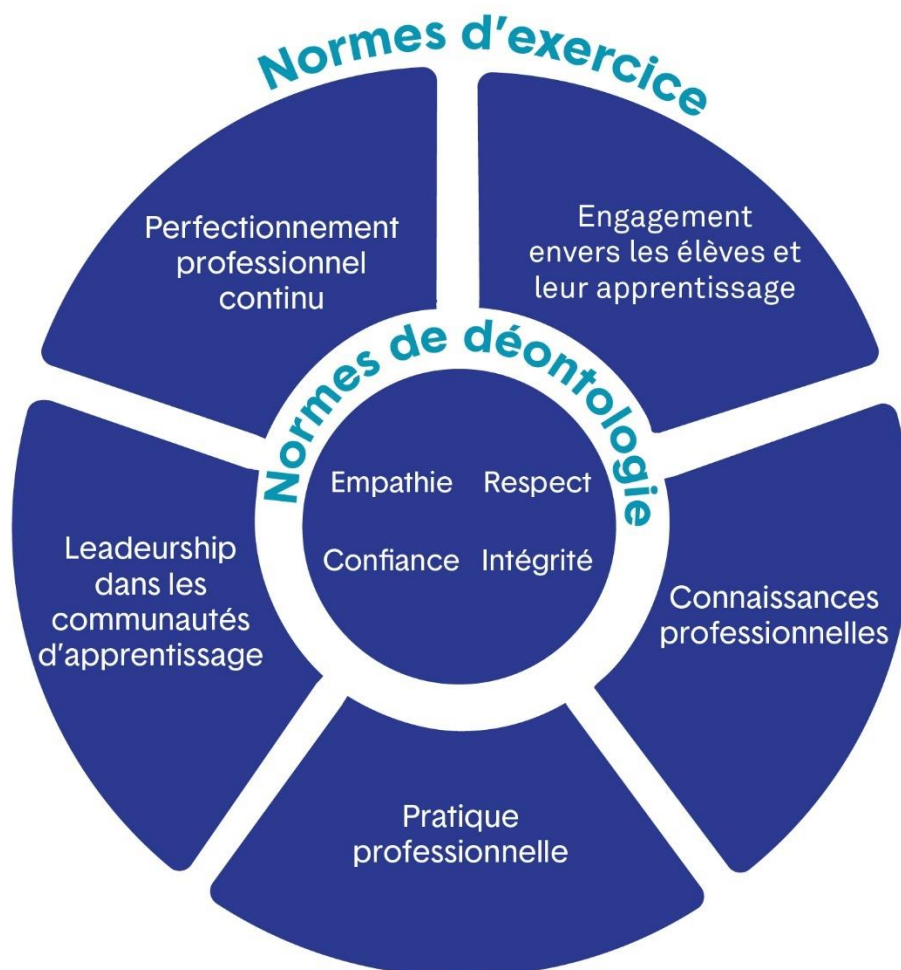 Normes d'exercice
Perfectionnement
professionnel
continu
Engagement
envers les élèves et
leur apprentissage
Normes de déontologie
Empathie Respect
Confiance Intégrité
Leadeurship
dans les
communautés
d'apprentissage
Connaissances
professionnelles
Pratique
professionnelle